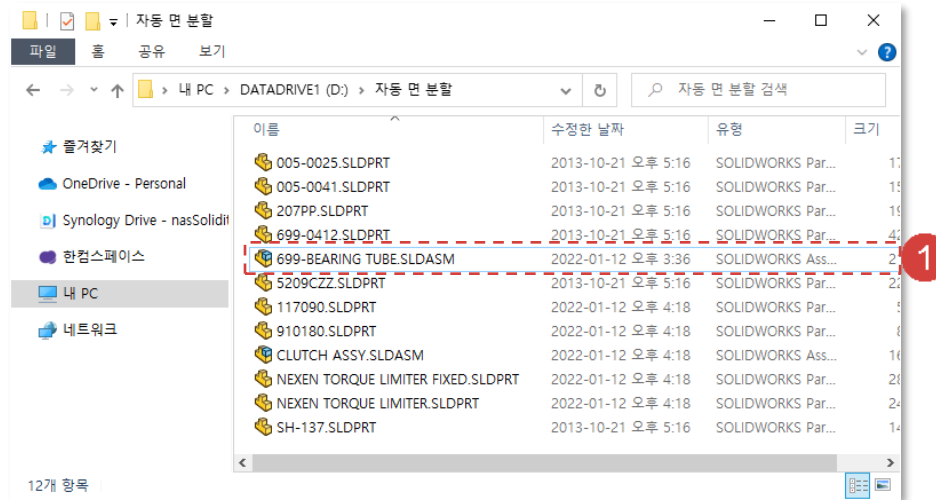 자동 면 분할
파일 홈 공유 보기
내 PC > DATADRIVE1 (D:) > 자동 면 분할
자동 면 분할 검색
즐겨찾기
OneDrive - Personal
Synology Drive - nasSolidit
한컴스페이스
내 PC
네트워크
이름 수정한 날짜 유형 크기
005-0025.SLDPRT 2013-10-21 오후 5:16 SOLIDWORKS Par...
005-0041.SLDPRT 2013-10-21 오후 5:16 SOLIDWORKS Par...
207PP.SLDPRT 2013-10-21 오후 5:16 SOLIDWORKS Par...
699-0412.SLDPRT 2013-10-21 오후 5:16 SOLIDWORKS Par...
699-BEARING TUBE.SLDASM 2022-01-12 오후 3:36 SOLIDWORKS Ass...
1
5209CZZ.SLDPRT 2013-10-21 오후 5:16 SOLIDWORKS Par...
117090.SLDPRT 2022-01-12 오후 4:18 SOLIDWORKS Par...
910180.SLDPRT 2022-01-12 오후 4:18 SOLIDWORKS Par...
CLUTCH ASSY.SLDASM 2022-01-12 오후 4:18 SOLIDWORKS Ass...
NEXEN TORQUE LIMITER FIXED.SLDPRT 2022-01-12 오후 4:18 SOLIDWORKS Par...
NEXEN TORQUE LIMITER.SLDPRT 2022-01-12 오후 4:18 SOLIDWORKS Par...
SH-137.SLDPRT 2013-10-21 오후 5:16 SOLIDWORKS Par...
12개 항목